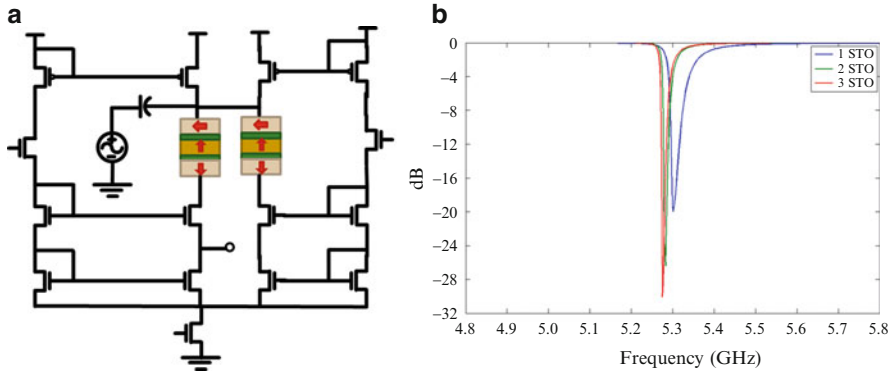 a
b
dB
0
−4
−8
−12
−16
−20
−24
−28
−32
1 STO
2 STO
3 STO
4.8 4.9 5.0 5.1 5.2 5.3 5.4 5.5 5.6 5.7 5.8
Frequency (GHz)